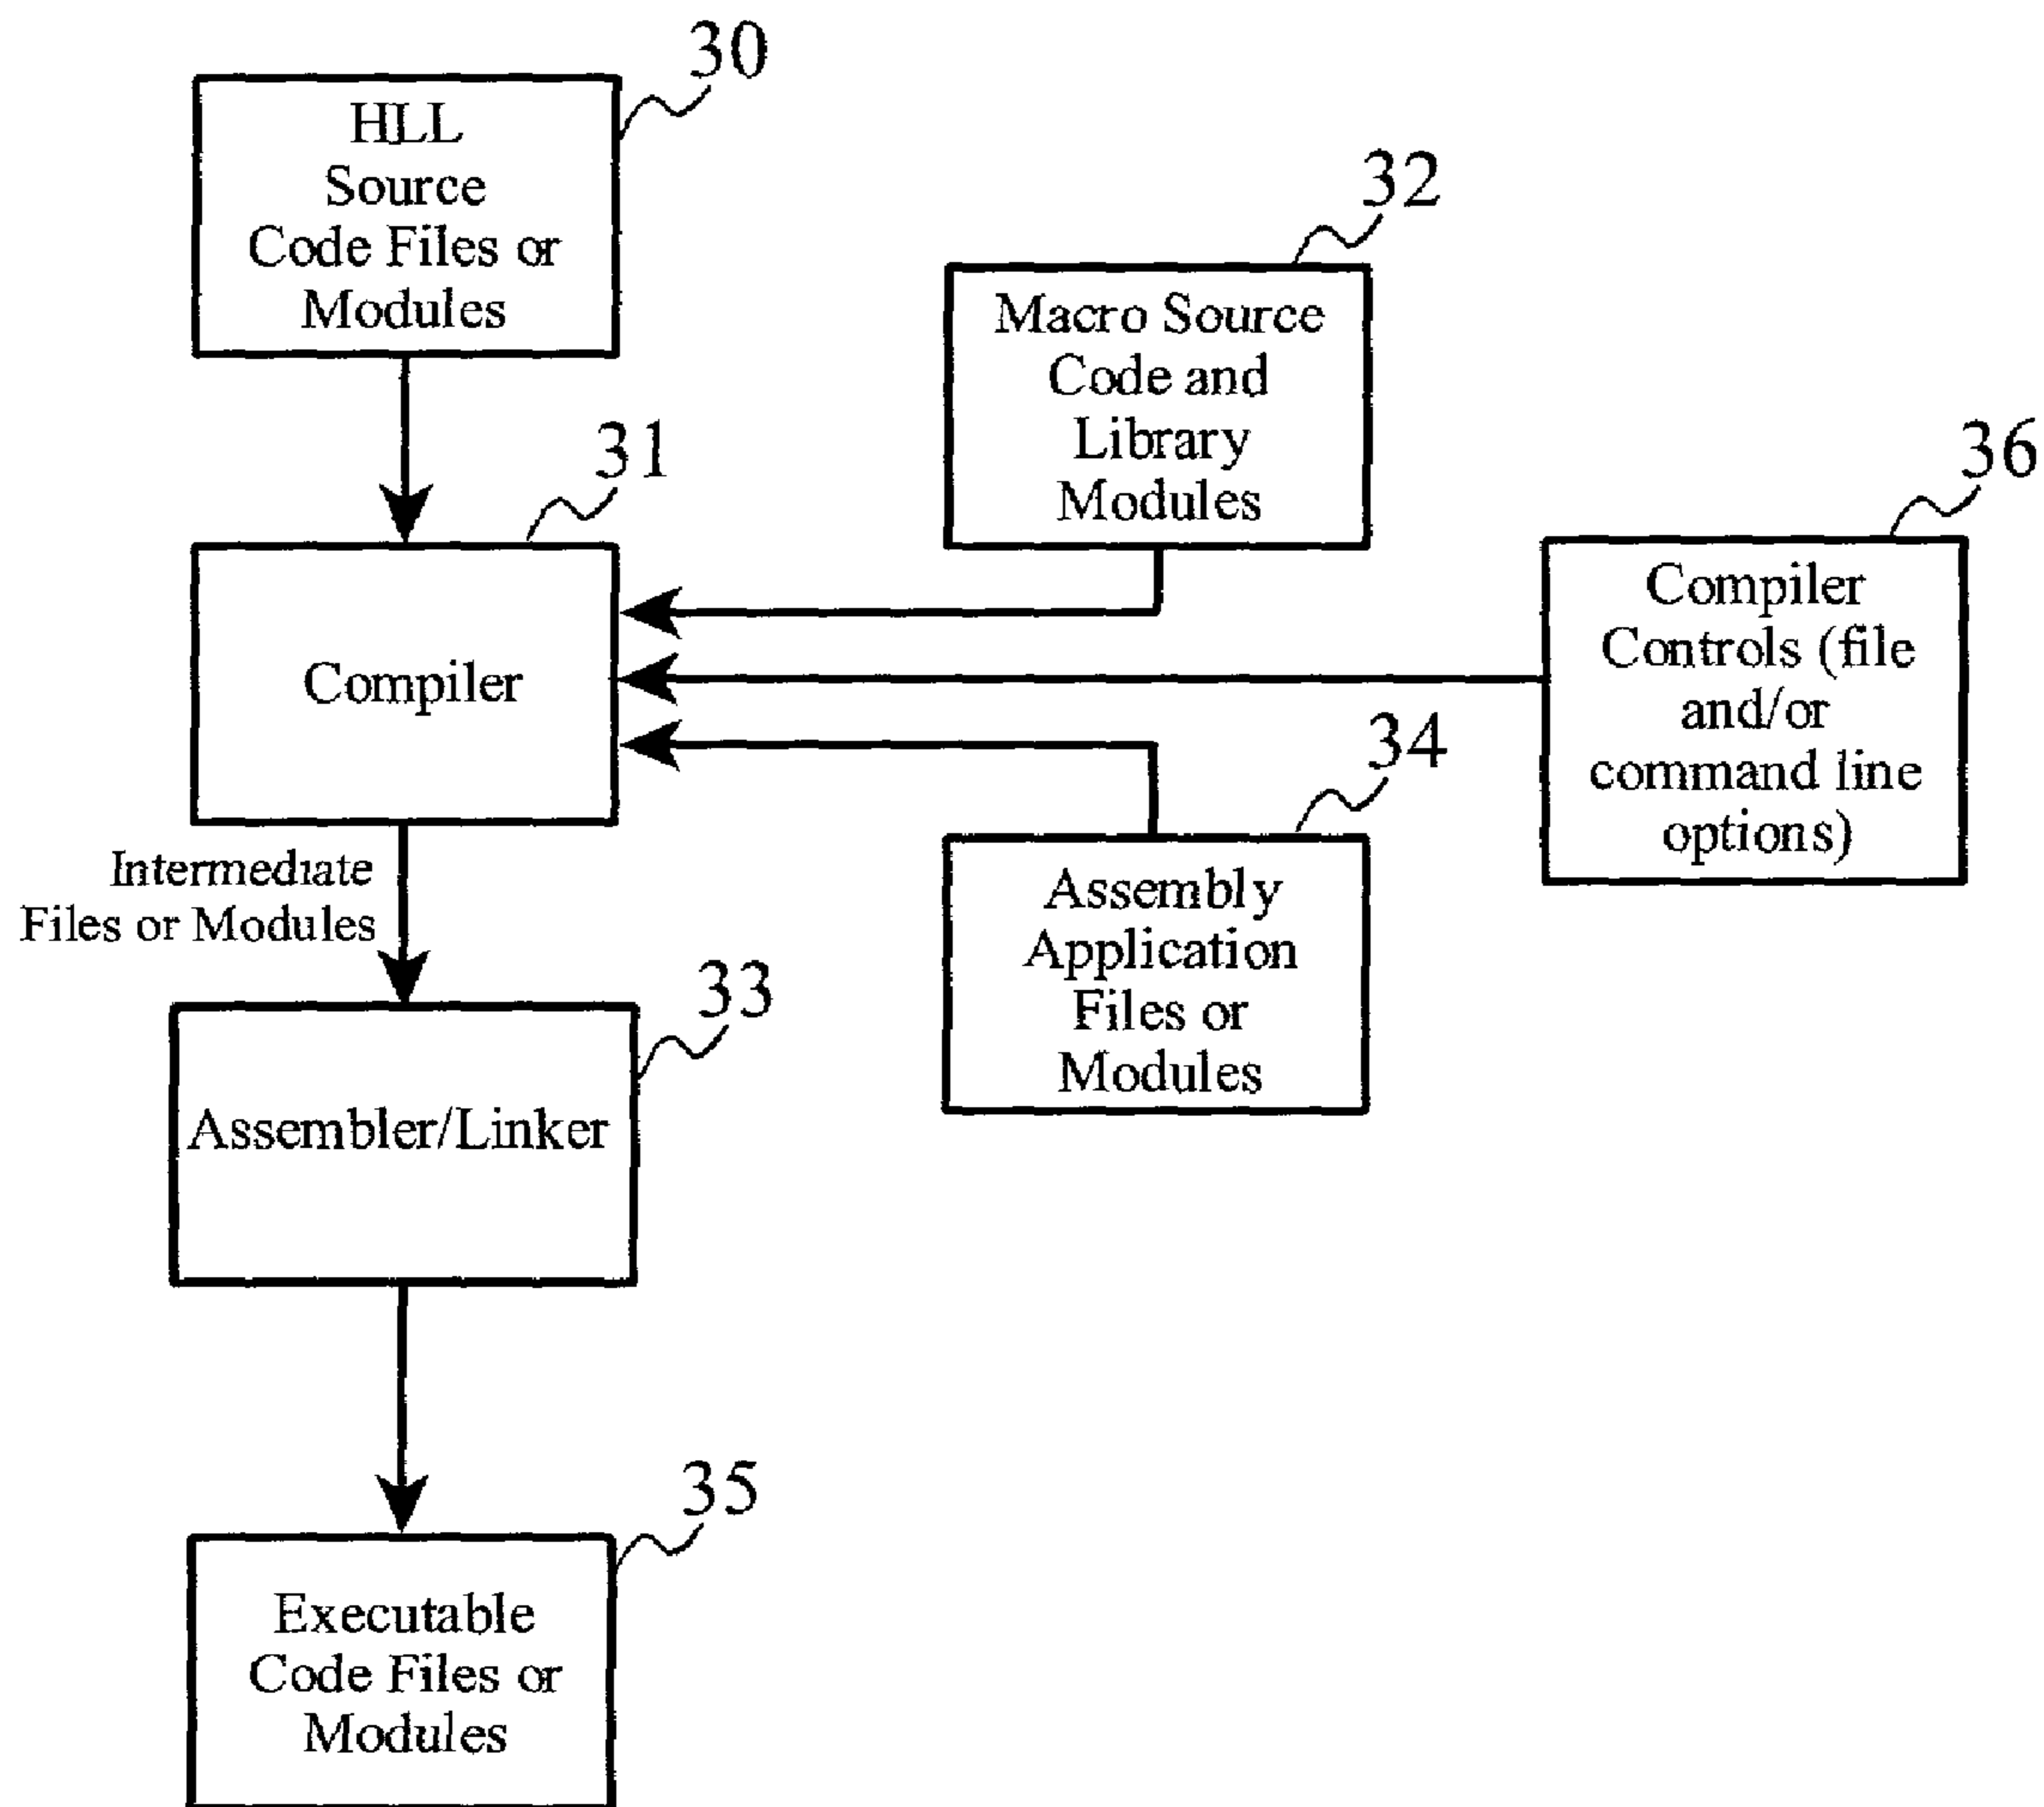 30
HLL
Source
Code Files or
Modules
32
Macro Source
Code and
Library
Modules
31
Compiler
36
Compiler
Controls (file
and/or
command line
options)
34
Assembly
Application
Files or
Modules
Intermediate
Files or Modules
33
Assembler/Linker
35
Executable
Code Files or
Modules